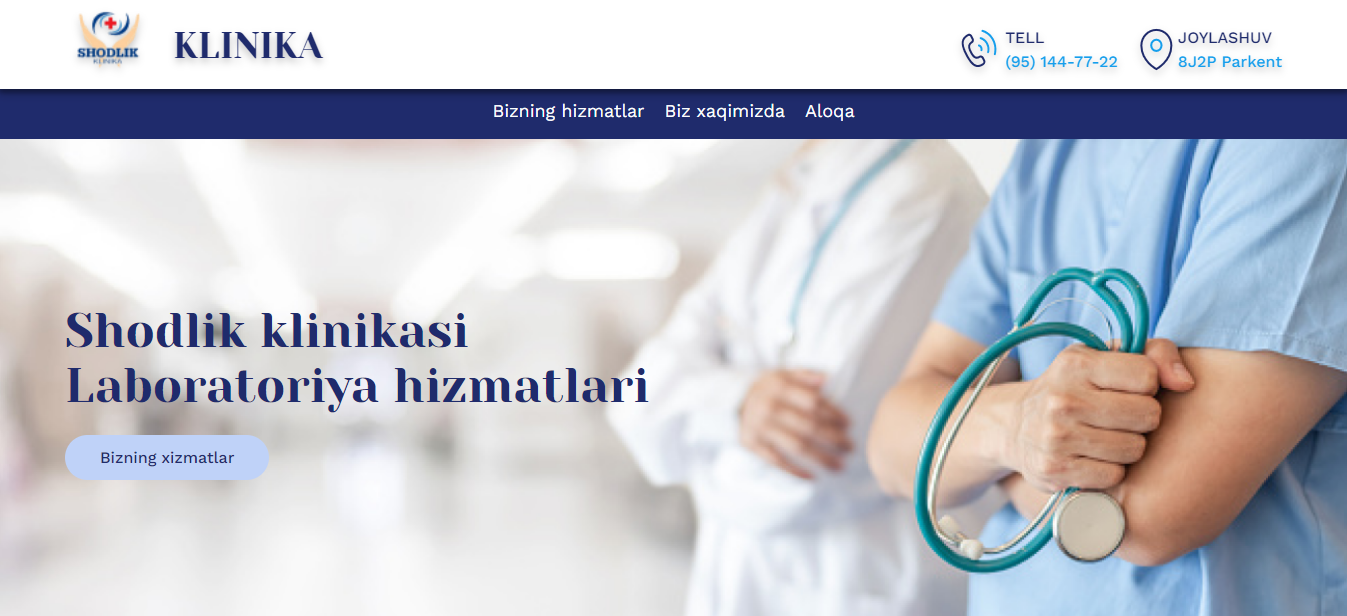 SHODLIK
KLINIKA
KLINIKA
TELL
(95) 144-77-22
JOYLASHUV
8J2P Parkent
Bizning hizmatlar
Biz xaqimizda
Aloqa
Shodlik klinikasi
Laboratoriya hizmatlari
Bizning xizmatlar